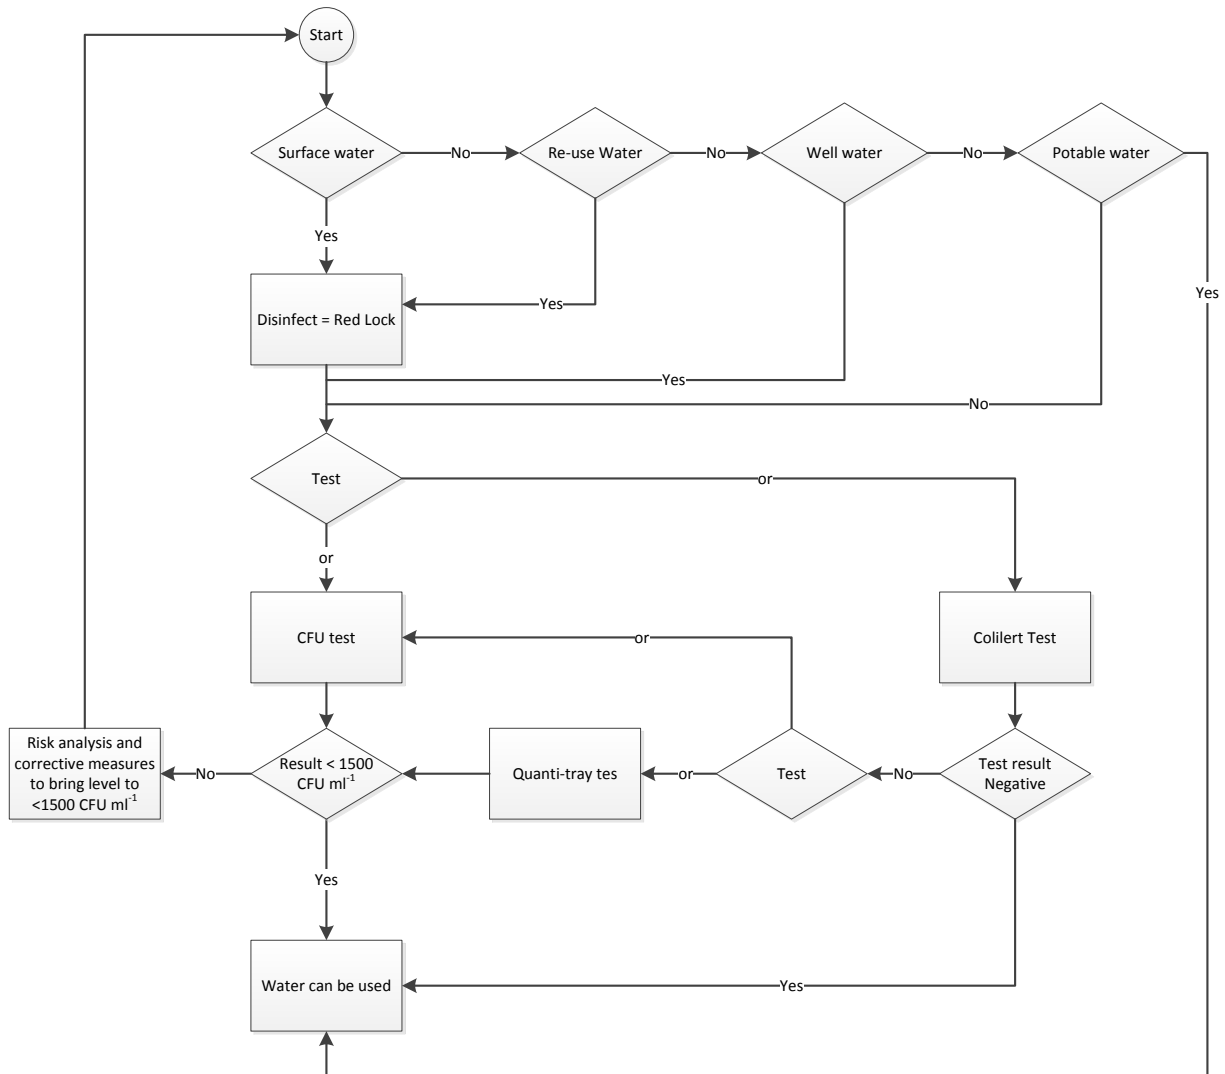 Start
Surface water
No
Re-use Water
No
Well water
No
Potable water
Yes
Yes
Yes
Disinfect = Red Lock
Yes
No
Test
or
or
CFU test
or
Colilert Test
Risk analysis and
corrective measures
to bring level to
<1500 CFU ml⁻¹
No
Result < 1500
CFU ml⁻¹
Quanti-tray tes
or
Test
No
Test result
Negative
Yes
Water can be used
Yes